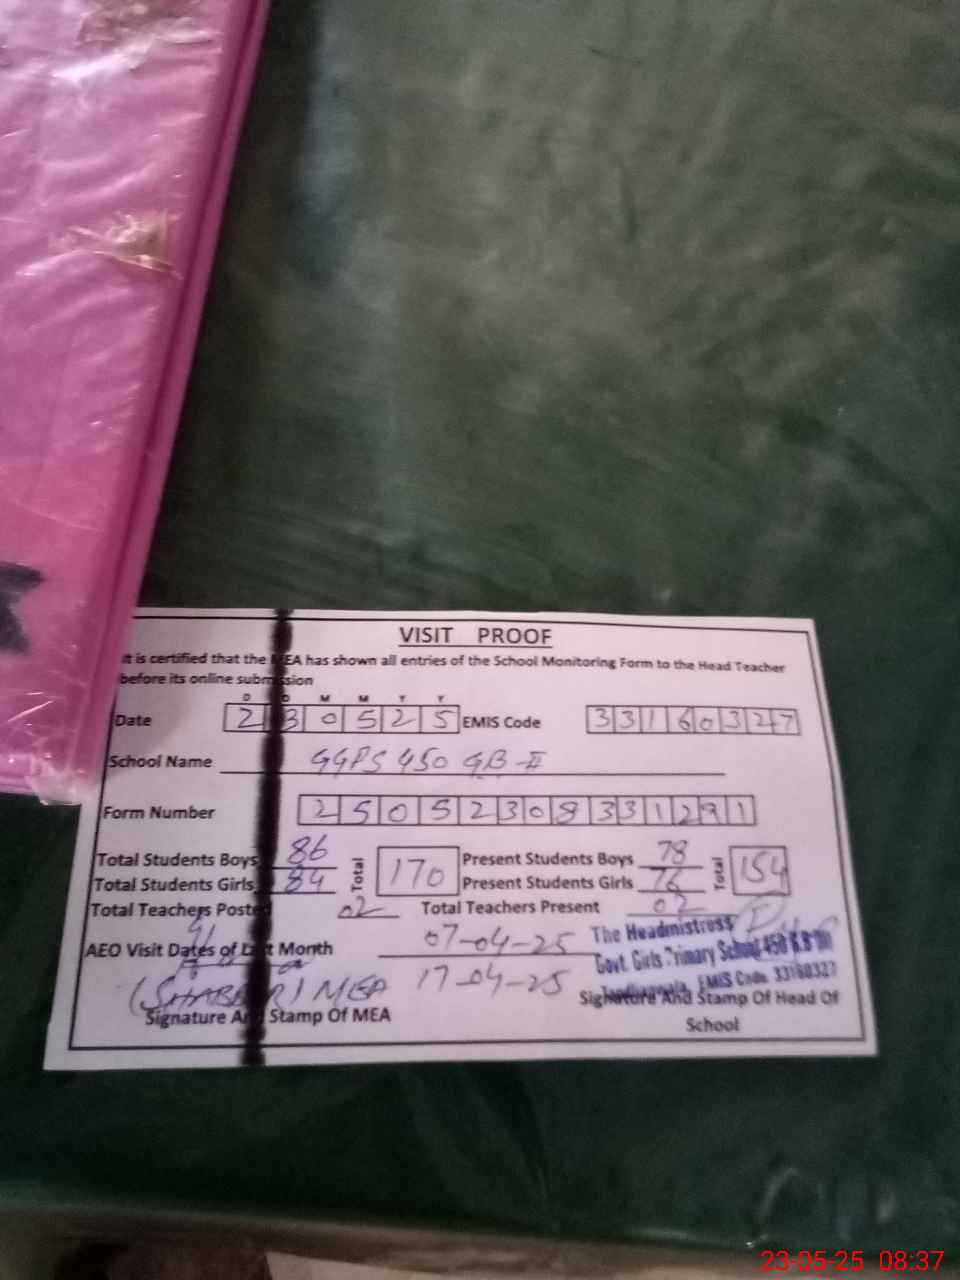 VISIT PROOF
It is certified that the MEA has shown all entries of the School Monitoring Form to the Head Teacher
before its online submission
D D M M Y Y
Date 2 3 0 5 2 5 EMIS Code 3 3 1 6 0 3 2 7
School Name GGPS 450 GB-II
Form Number 2 5 0 5 2 3 0 8 3 3 1 2 9 1
Total Students Boys 86 Total 170 Present Students Boys 78 Total 154
Total Students Girls 84 Present Students Girls 76
Total Teachers Posted 02 Total Teachers Present 02
AEO Visit Dates of Last Month 07-04-25
17-04-25
The Headmistress
Govt. Girls Primary School 450 G.B
EMIS Code 33160327
(SHABBIR) MEA
Signature And Stamp Of MEA
Signature And Stamp Of Head Of
School
23-05-25 08:37